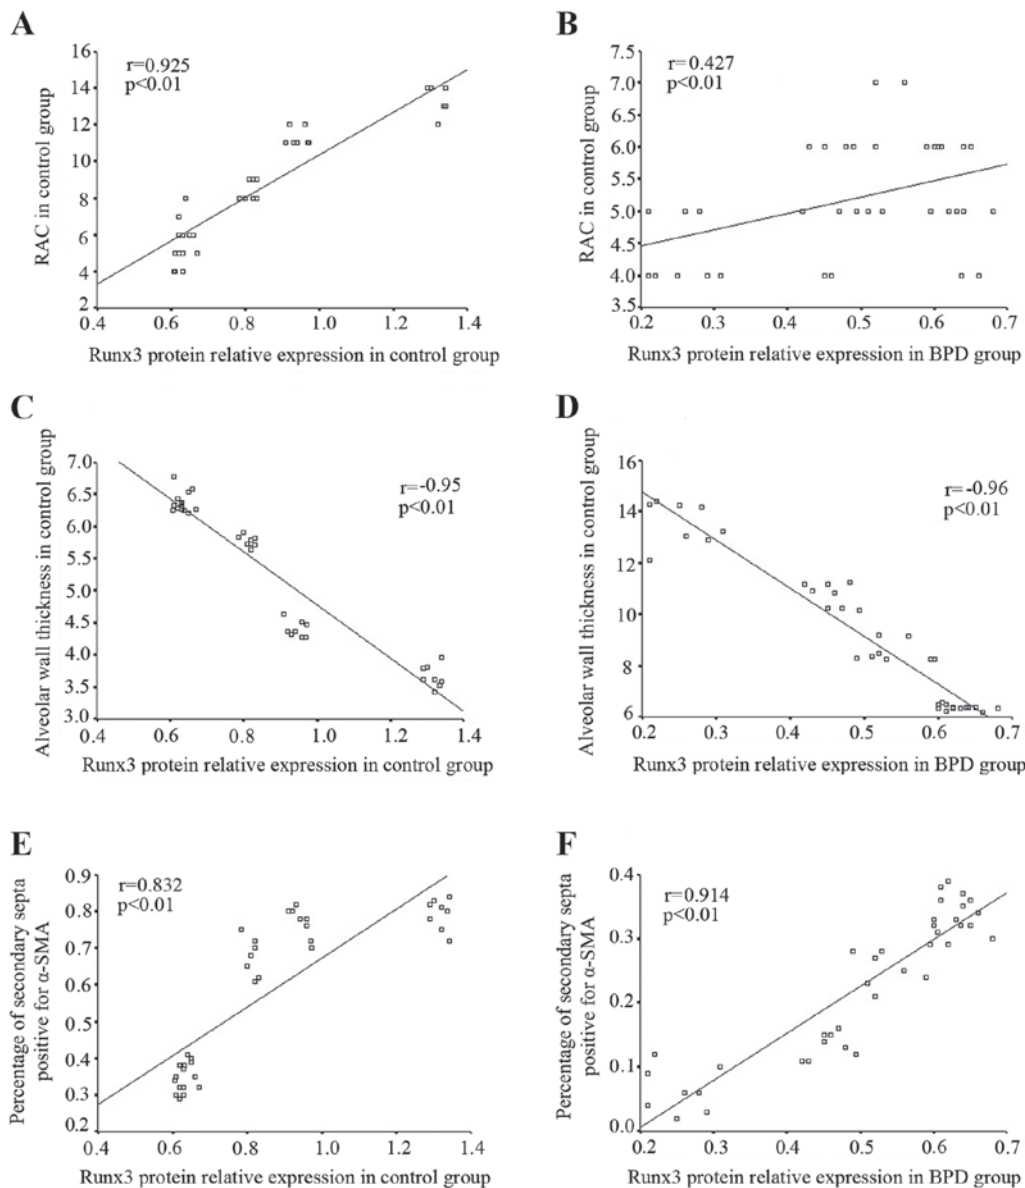 A
RAC in control group
r=0.925
p<0.01
16
14
12
10
8
6
4
2
0.4
0.6
0.8
1.0
1.2
1.4
Runx3 protein relative expression in control group
B
RAC in control group
r=0.427
p<0.01
7.5
7.0
6.5
6.0
5.5
5.0
4.5
4.0
3.5
0.2
0.3
0.4
0.5
0.6
0.7
Runx3 protein relative expression in BPD group
C
Alveolar wall thickness in control group
r=-0.95
p<0.01
7.0
6.5
6.0
5.5
5.0
4.5
4.0
3.5
3.0
0.4
0.6
0.8
1.0
1.2
1.4
Runx3 protein relative expression in control group
D
Alveolar wall thickness in control group
r=-0.96
p<0.01
16
14
12
10
8
6
0.2
0.3
0.4
0.5
0.6
0.7
Runx3 protein relative expression in BPD group
E
Percentage of secondary septa
positive for α-SMA
r=0.832
p<0.01
0.9
0.8
0.7
0.6
0.5
0.4
0.3
0.2
0.4
0.6
0.8
1.0
1.2
1.4
Runx3 protein relative expression in control group
F
Percentage of secondary septa
positive for α-SMA
r=0.914
p<0.01
0.4
0.3
0.2
0.1
0.0
0.2
0.3
0.4
0.5
0.6
0.7
Runx3 protein relative expression in BPD group